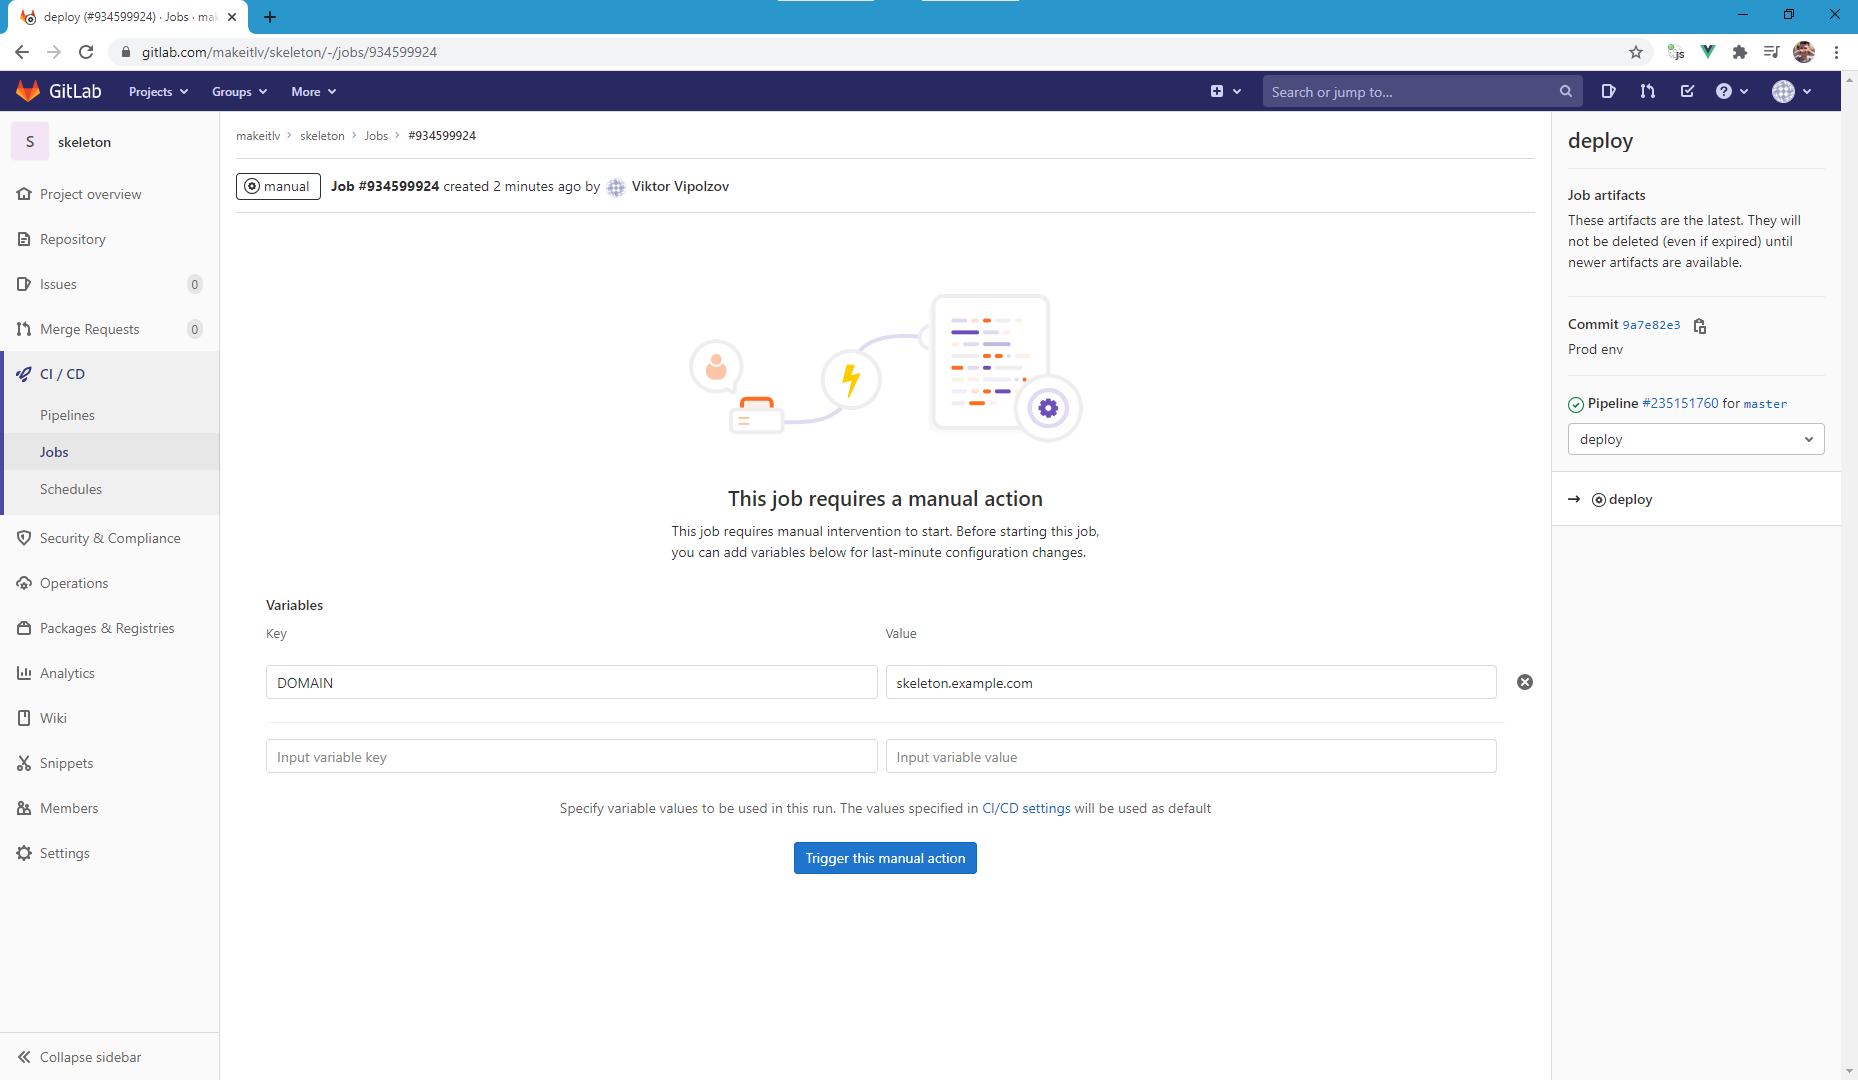 deploy (#934599924) · Jobs · ma
gitlab.com/makeitlv/skeleton/-/jobs/934599924
GitLab Projects Groups More Search or jump to...
S skeleton
Project overview
Repository
Issues 0
Merge Requests 0
CI / CD
Pipelines
Jobs
Schedules
Security & Compliance
Operations
Packages & Registries
Analytics
Wiki
Snippets
Members
Settings
Collapse sidebar
makeitlv > skeleton > Jobs > #934599924
manual Job #934599924 created 2 minutes ago by Viktor Vipolzov
This job requires a manual action
This job requires manual intervention to start. Before starting this job,
you can add variables below for last-minute configuration changes.
Variables
Key Value
DOMAIN skeleton.example.com
Input variable key Input variable value
Specify variable values to be used in this run. The values specified in CI/CD settings will be used as default
Trigger this manual action
deploy
Job artifacts
These artifacts are the latest. They will
not be deleted (even if expired) until
newer artifacts are available.
Commit 9a7e82e3
Prod env
Pipeline #235151760 for master
deploy
→ deploy